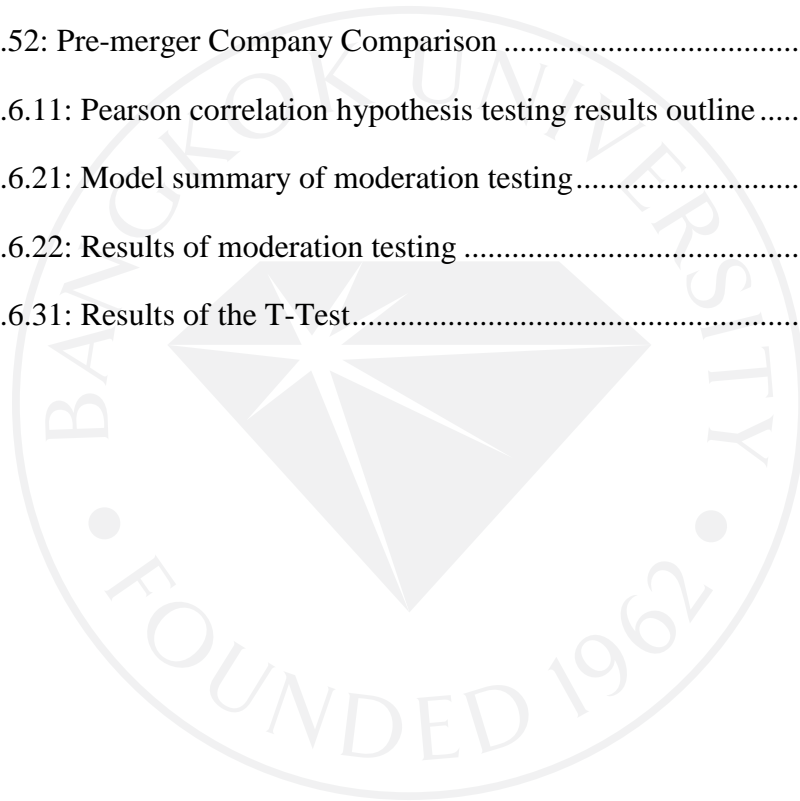 .52: Pre-merger Company Comparison ....................................
.6.11: Pearson correlation hypothesis testing results outline .....
.6.21: Model summary of moderation testing...........................
.6.22: Results of moderation testing .........................................
.6.31: Results of the T-Test.......................................................
BANGKOK UNIVERSITY
• FOUNDED 1962 •